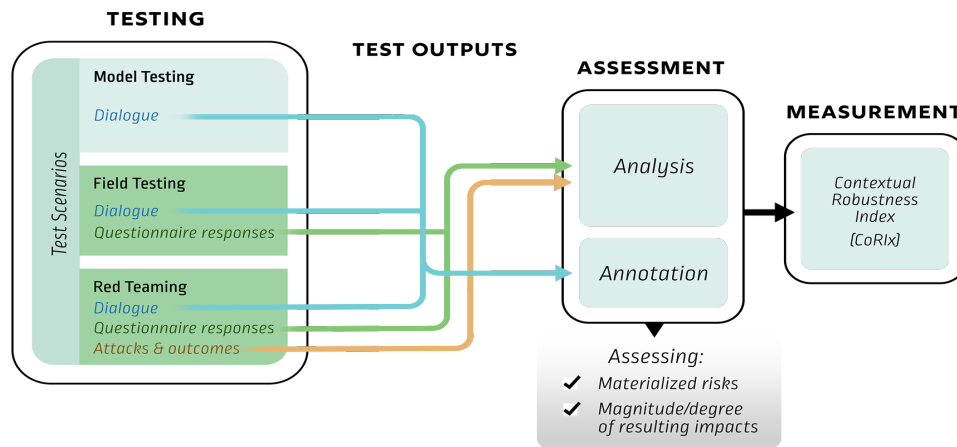 TESTING
Test Scenarios
Model Testing
Dialogue
Field Testing
Dialogue
Questionnaire responses
Red Teaming
Dialogue
Questionnaire responses
Attacks & outcomes
TEST OUTPUTS
ASSESSMENT
Analysis
Annotation
Assessing:
Materialized risks
Magnitude/degree
of resulting impacts
MEASUREMENT
Contextual
Robustness
Index
(CoRIx)